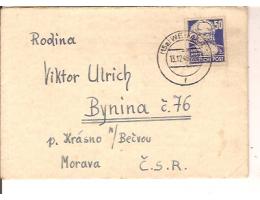 Rodina
Viktor Ulrich
Bynina č. 76
p. Krásno n/Bečvou
Morava Č.S.R.
50
DEUTSCHE POST